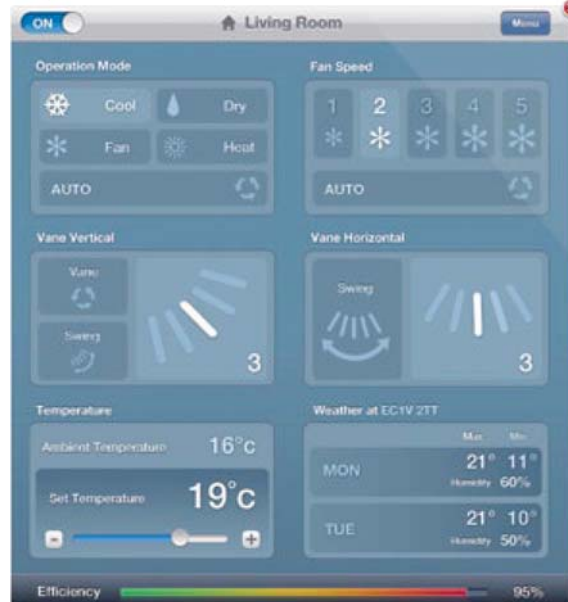 ON
Living Room
Menu
Operation Mode
Cool
Dry
Fan
Heat
AUTO
Fan Speed
1 2 3 4 5
AUTO
Vane Vertical
Vane
Swing
3
Vane Horizontal
Swing
3
Temperature
Ambient Temperature 16°c
Set Temperature 19°c
- +
Weather at EC1V 2TT
Max Min
MON 21° 11°
Humidity 60%
TUE 21° 10°
Humidity 50%
Efficiency 95%